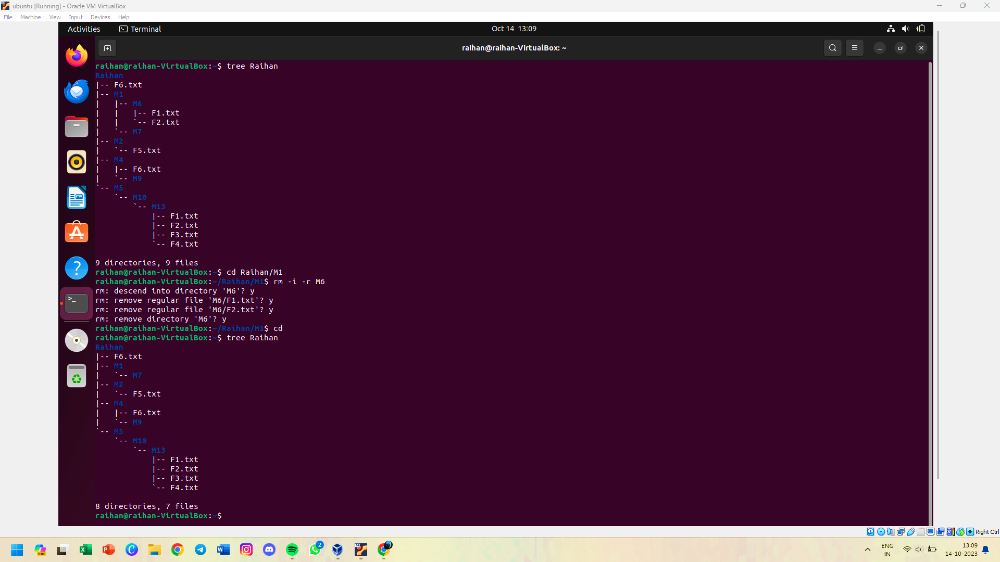 ubuntu [Running] - Oracle VM VirtualBox
File Machine View Input Devices Help
Activities Terminal Oct 14 13:09
raihan@raihan-VirtualBox: ~
raihan@raihan-VirtualBox:~$ tree Raihan
Raihan
|-- F6.txt
|-- M1
|   |-- M6
|   |   |-- F1.txt
|   |   `-- F2.txt
|   `-- M7
|-- M2
|   `-- F5.txt
|-- M4
|   |-- F6.txt
|   `-- M9
`-- M5
    `-- M10
        `-- M13
            |-- F1.txt
            |-- F2.txt
            |-- F3.txt
            `-- F4.txt
9 directories, 9 files
raihan@raihan-VirtualBox:~$ cd Raihan/M1
raihan@raihan-VirtualBox:~/Raihan/M1$ rm -i -r M6
rm: descend into directory 'M6'? y
rm: remove regular file 'M6/F1.txt'? y
rm: remove regular file 'M6/F2.txt'? y
rm: remove directory 'M6'? y
raihan@raihan-VirtualBox:~/Raihan/M1$ cd
raihan@raihan-VirtualBox:~$ tree Raihan
Raihan
|-- F6.txt
|-- M1
|   `-- M7
|-- M2
|   `-- F5.txt
|-- M4
|   |-- F6.txt
|   `-- M9
`-- M5
    `-- M10
        `-- M13
            |-- F1.txt
            |-- F2.txt
            |-- F3.txt
            `-- F4.txt
8 directories, 7 files
raihan@raihan-VirtualBox:~$
Right Ctrl
PRE
2
ENG
IN
13:09
14-10-2023